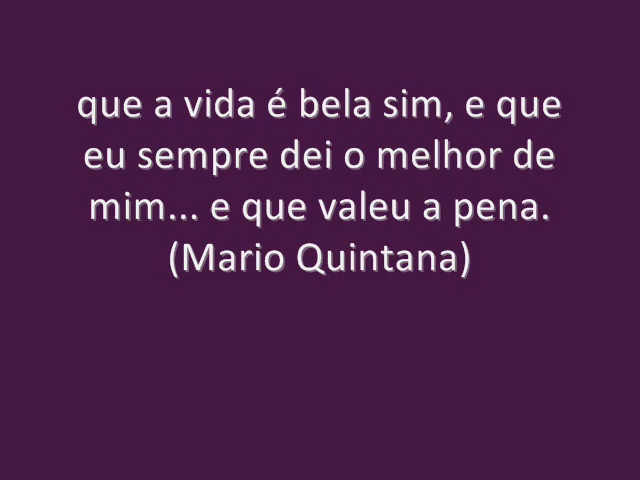 que a vida é bela sim, e que
eu sempre dei o melhor de
mim... e que valeu a pena.
(Mario Quintana)